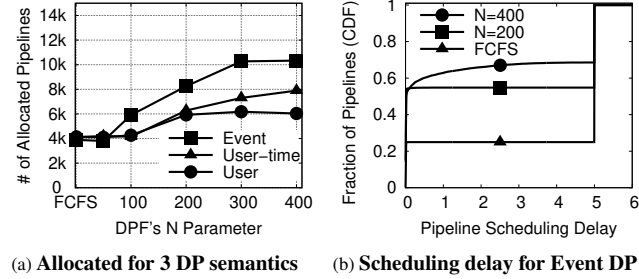 # of Allocated Pipelines
14k
12k
10k
8k
6k
4k
2k
0
FCFS 100 200 300 400
DPF's N Parameter
Event
User-time
User
(a) Allocated for 3 DP semantics
Fraction of Pipelines (CDF)
1
0.8
0.6
0.4
0.2
0
0 1 2 3 4 5 6
Pipeline Scheduling Delay
N=400
N=200
FCFS
(b) Scheduling delay for Event DP